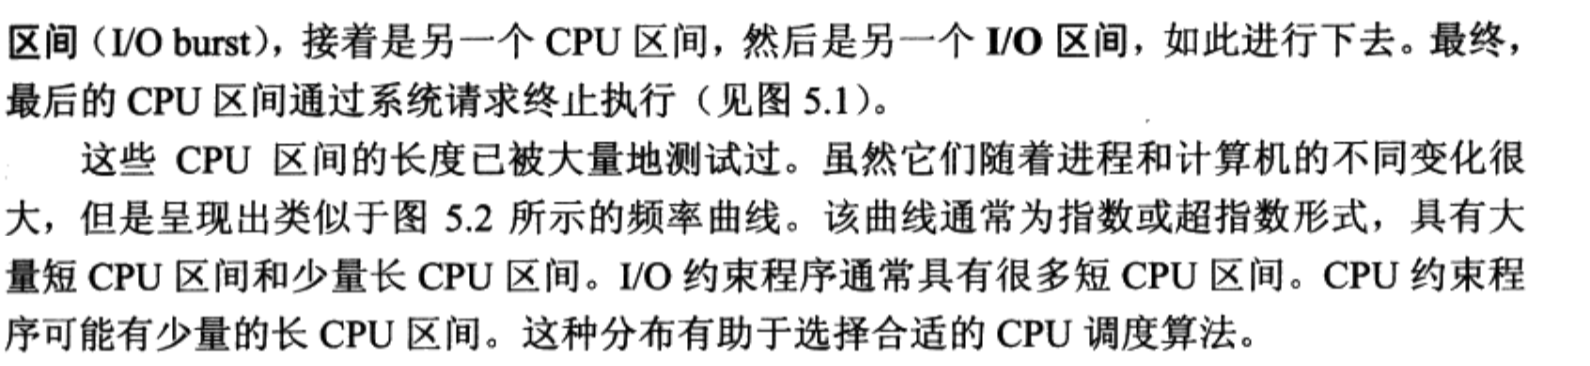 区间（I/O burst），接着是另一个 CPU 区间，然后是另一个 I/O 区间，如此进行下去。最终，
最后的 CPU 区间通过系统请求终止执行（见图 5.1）。
这些 CPU 区间的长度已被大量地测试过。虽然它们随着进程和计算机的不同变化很
大，但是呈现出类似于图 5.2 所示的频率曲线。该曲线通常为指数或超指数形式，具有大
量短 CPU 区间和少量长 CPU 区间。I/O 约束程序通常具有很多短 CPU 区间。CPU 约束程
序可能有少量的长 CPU 区间。这种分布有助于选择合适的 CPU 调度算法。